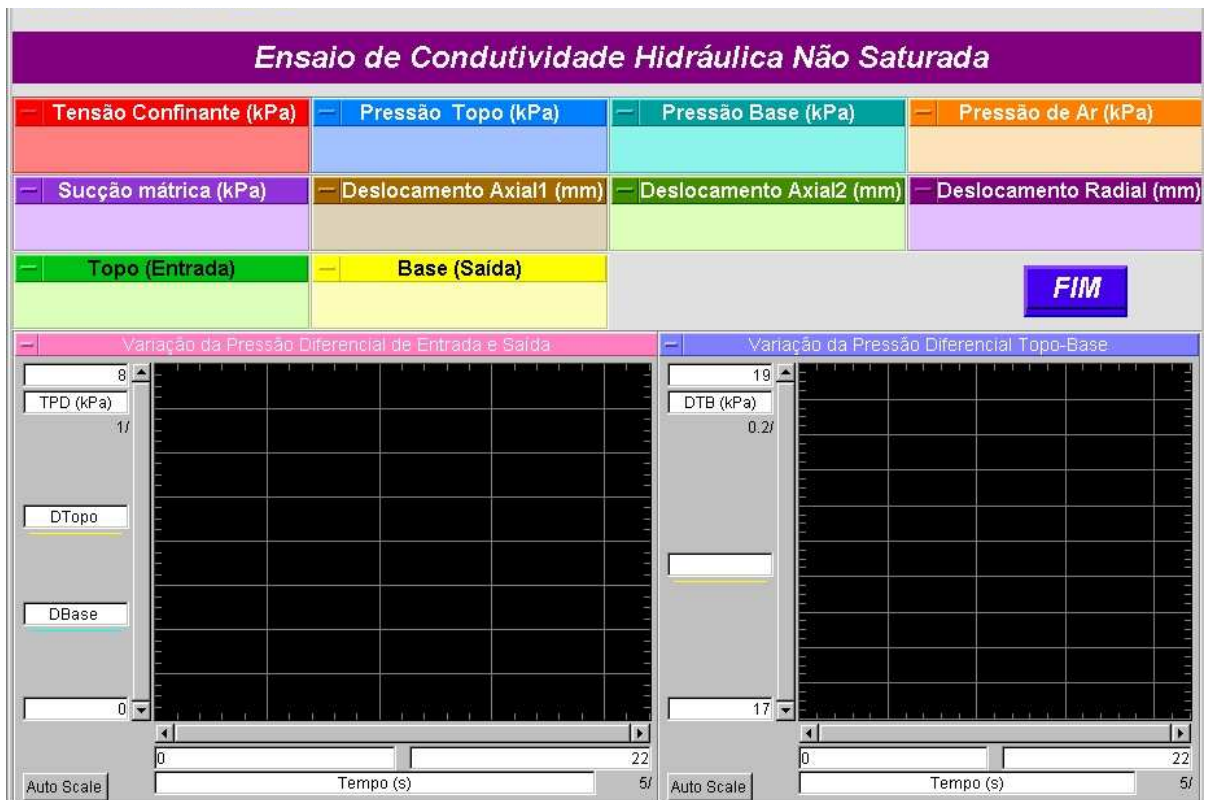 Ensaio de Condutividade Hidráulica Não Saturada
Tensão Confinante (kPa)
Pressão Topo (kPa)
Pressão Base (kPa)
Pressão de Ar (kPa)
Sucção mátrica (kPa)
Deslocamento Axial1 (mm)
Deslocamento Axial2 (mm)
Deslocamento Radial (mm)
Topo (Entrada)
Base (Saída)
FIM
Variação da Pressão Diferencial de Entrada e Saída
8
TPD (kPa)
1/
DTopo
DBase
0
0
22
Auto Scale
Tempo (s)
5/
Variação da Pressão Diferencial Topo-Base
19
DTB (kPa)
0.2/
17
0
22
Auto Scale
Tempo (s)
5/